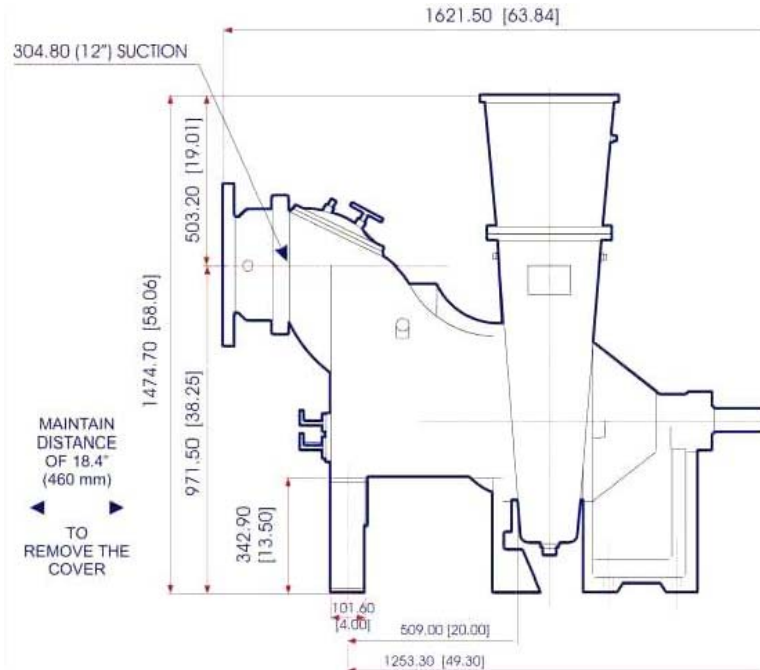 1621.50 [63.84]
304.80 (12") SUCTION
503.20 [19.01]
1474.70 [58.06]
971.50 [38.25]
MAINTAIN
DISTANCE
OF 18.4"
(460 mm)
TO
REMOVE THE
COVER
342.90
[13.50]
101.60
[4.00]
509.00 [20.00]
1253.30 [49.30]